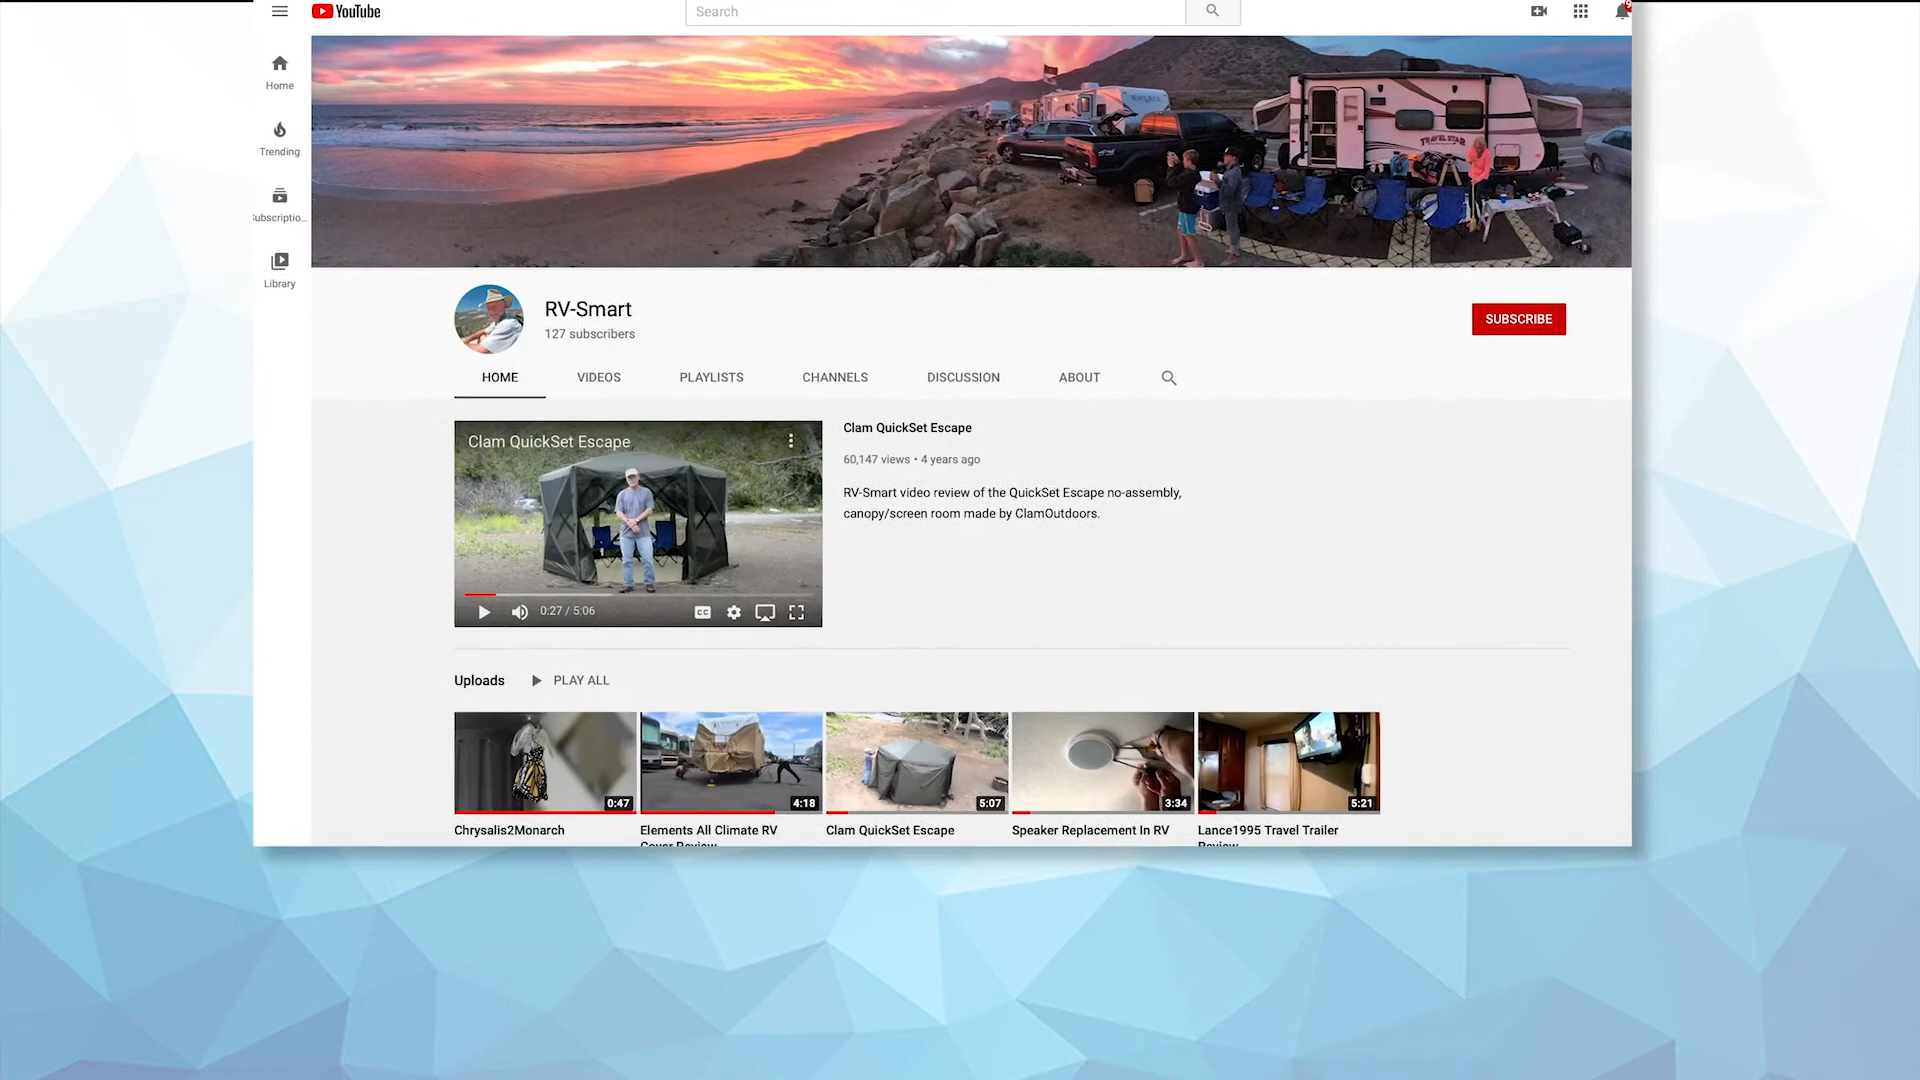 YouTube
Search
9
Home
Trending
Subscriptio...
Library
TRAVEL STAR
RV-Smart
127 subscribers
SUBSCRIBE
HOME
VIDEOS
PLAYLISTS
CHANNELS
DISCUSSION
ABOUT
Clam QuickSet Escape
0:27 / 5:06
CC
Clam QuickSet Escape
60,147 views • 4 years ago
RV-Smart video review of the QuickSet Escape no-assembly,
canopy/screen room made by ClamOutdoors.
Uploads
PLAY ALL
0:47
4:18
5:07
3:34
5:21
Chrysalis2Monarch
Elements All Climate RV
Cover Review
Clam QuickSet Escape
Speaker Replacement In RV
Lance1995 Travel Trailer
Review